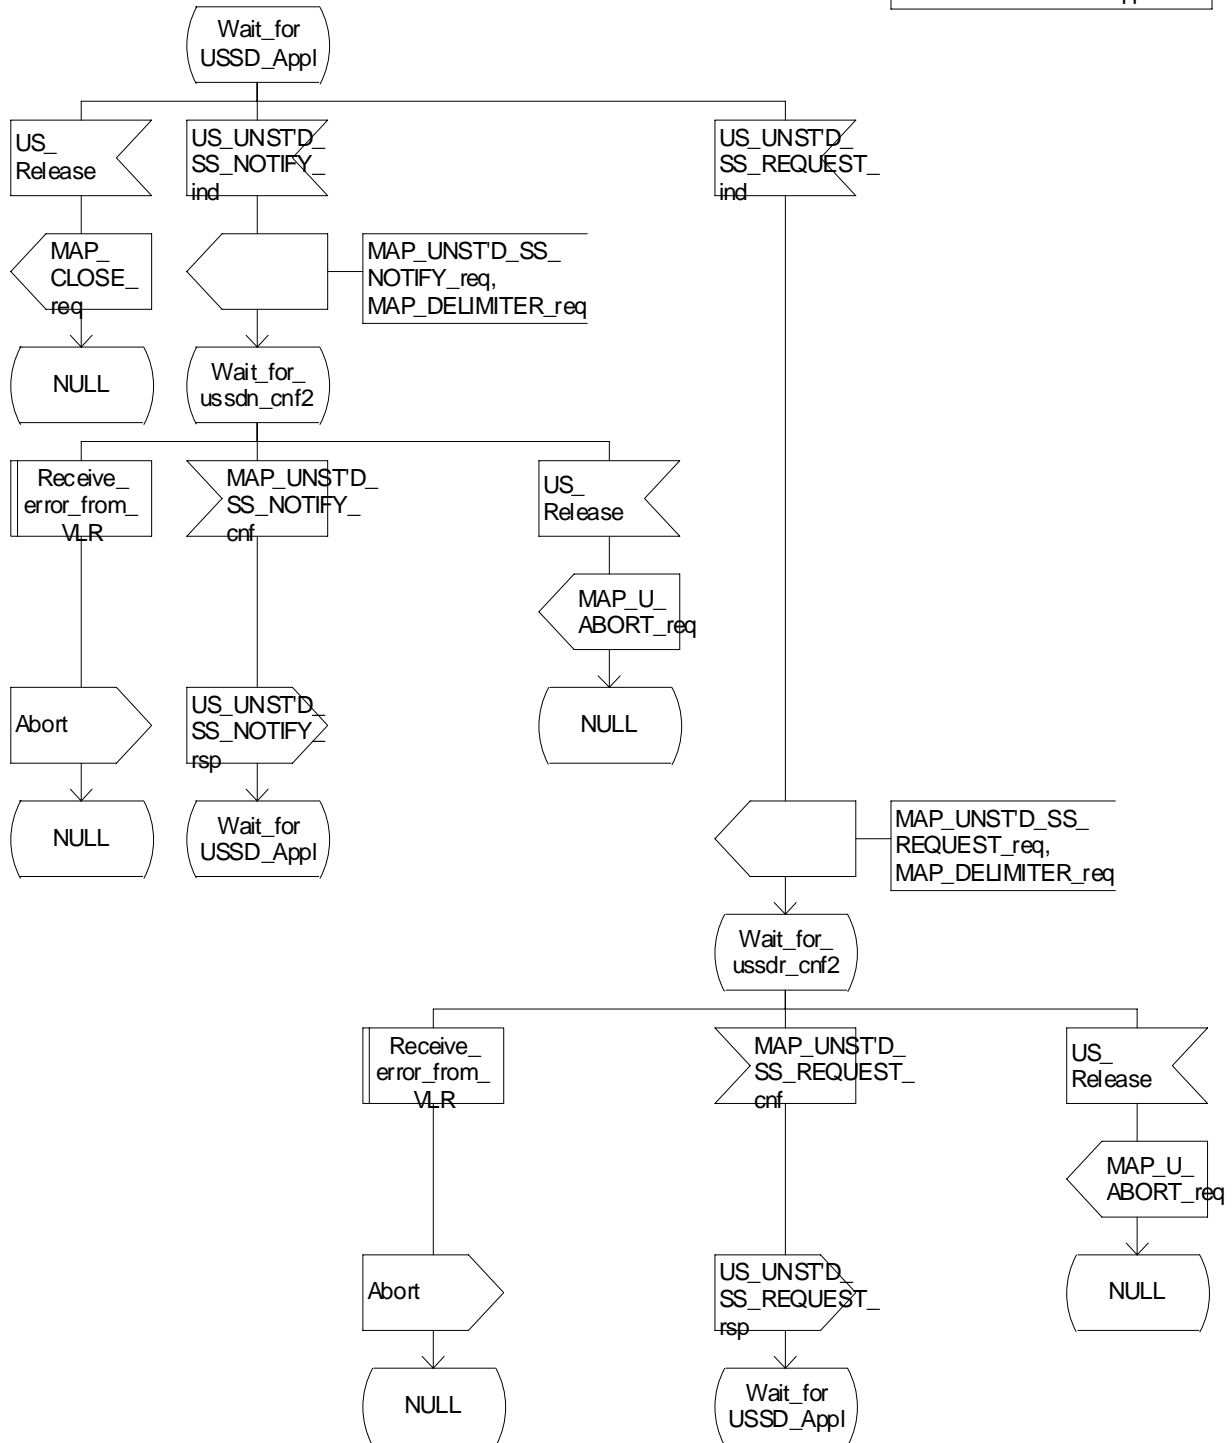 Wait_for
USSD_Appl
US_
Release
US_UNST'D_
SS_NOTIFY_
ind
US_UNST'D_
SS_REQUEST_
ind
MAP_
CLOSE_
req
MAP_UNST'D_SS_
NOTIFY_req,
MAP_DELIMITER_req
NULL
Wait_for_
ussdn_cnf2
Receive_
error_from_
VLR
MAP_UNST'D_
SS_NOTIFY_
cnf
US_
Release
MAP_U_
ABORT_req
Abort
US_UNST'D_
SS_NOTIFY_
rsp
NULL
NULL
Wait_for
USSD_Appl
MAP_UNST'D_SS_
REQUEST_req,
MAP_DELIMITER_req
Wait_for_
ussdr_cnf2
Receive_
error_from_
VLR
MAP_UNST'D_
SS_REQUEST_
cnf
US_
Release
MAP_U_
ABORT_req
Abort
US_UNST'D_
SS_REQUEST_
rsp
NULL
NULL
Wait_for
USSD_Appl